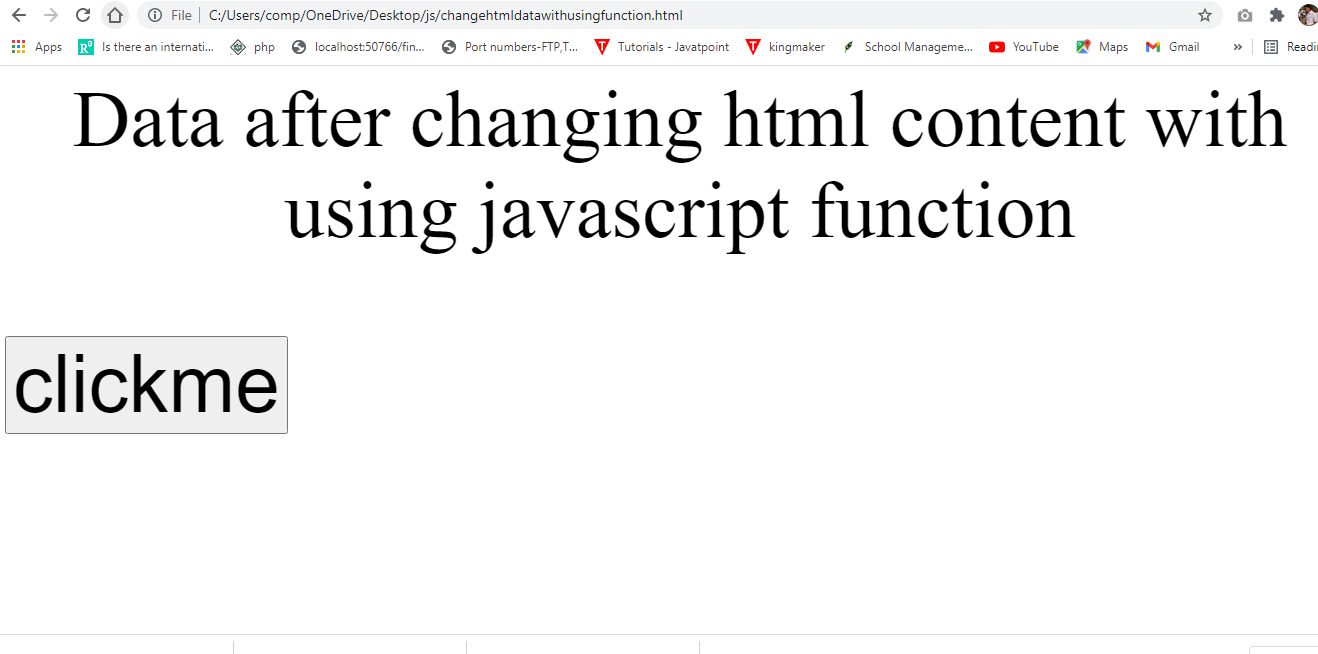 File C:/Users/comp/OneDrive/Desktop/js/changehtmldatawithusingfunction.html
Apps R⁶ Is there an internati... php localhost:50766/fin... Port numbers-FTP,T... Tutorials - Javatpoint kingmaker School Manageme... YouTube Maps Gmail » Readi
Data after changing html content with
using javascript function
clickme